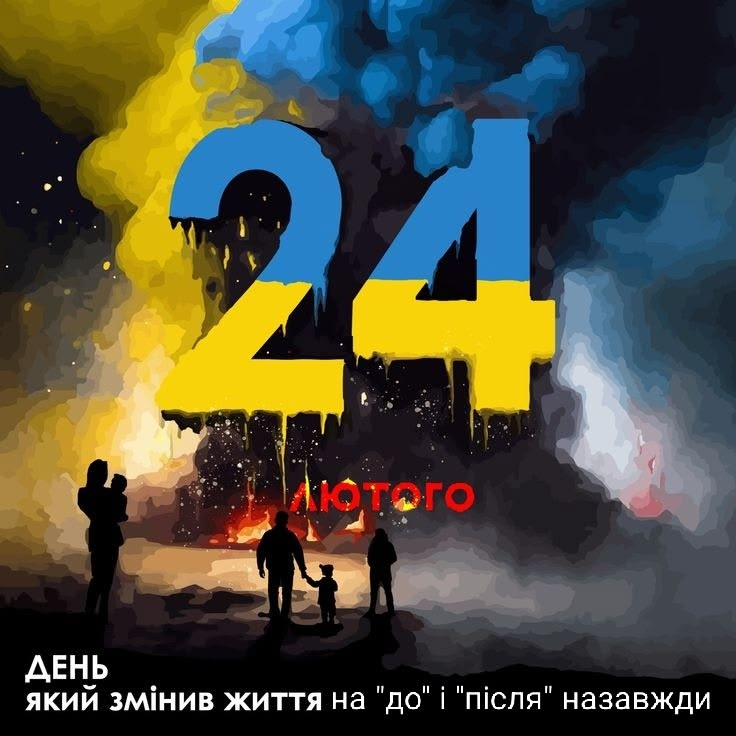 24
ЛЮТОГО
ДЕНЬ
ЯКИЙ ЗМІНИВ ЖИТТЯ на "до" і "після" назавжди